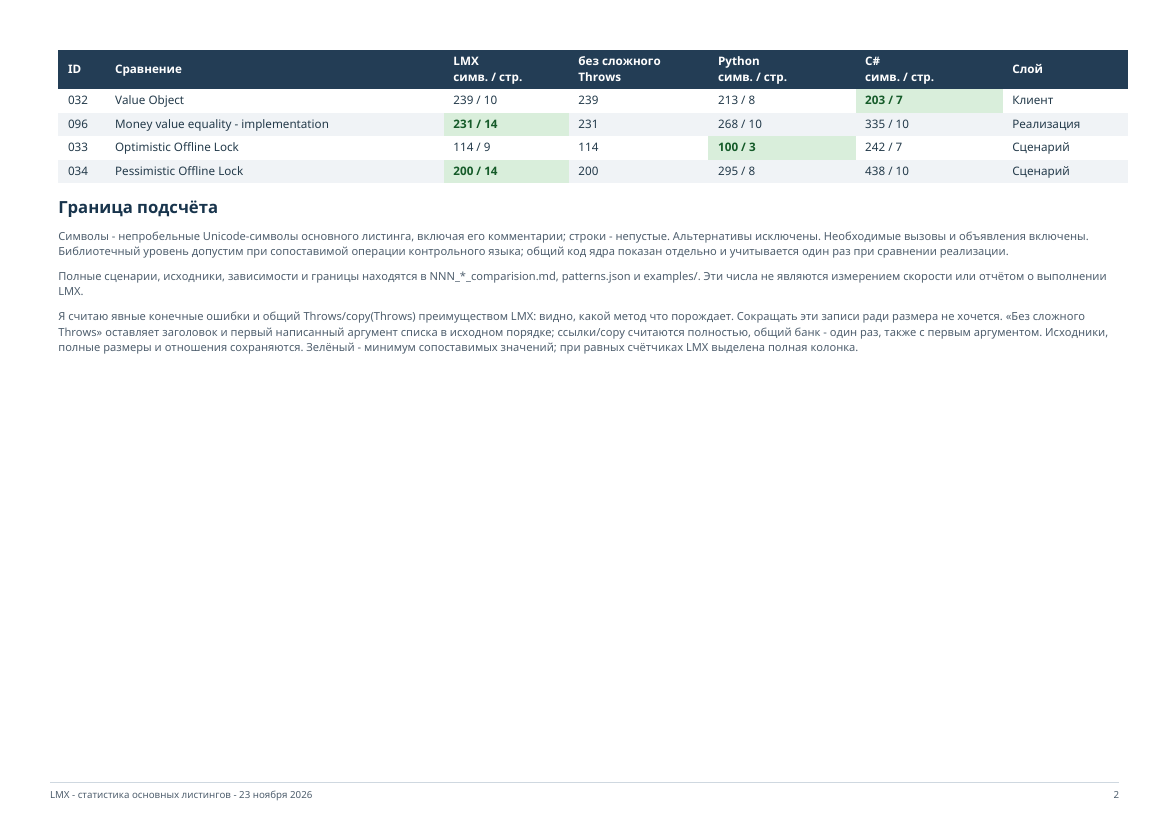 ID Сравнение LMX симв. / стр. без сложного Throws Python симв. / стр. C# симв. / стр. Слой
032 Value Object 239 / 10 239 213 / 8 203 / 7 Клиент
096 Money value equality - implementation 231 / 14 231 268 / 10 335 / 10 Реализация
033 Optimistic Offline Lock 114 / 9 114 100 / 3 242 / 7 Сценарий
034 Pessimistic Offline Lock 200 / 14 200 295 / 8 438 / 10 Сценарий
Граница подсчёта
Символы - непробельные Unicode-символы основного листинга, включая его комментарии; строки - непустые. Альтернативы исключены. Необходимые вызовы и объявления включены.
Библиотечный уровень допустим при сопоставимой операции контрольного языка; общий код ядра показан отдельно и учитывается один раз при сравнении реализации.
Полные сценарии, исходники, зависимости и границы находятся в NNN_*_comparision.md, patterns.json и examples/. Эти числа не являются измерением скорости или отчётом о выполнении
LMX.
Я считаю явные конечные ошибки и общий Throws/copy(Throws) преимуществом LMX: видно, какой метод что порождает. Сокращать эти записи ради размера не хочется. «Без сложного
Throws» оставляет заголовок и первый написанный аргумент списка в исходном порядке; ссылки/copy считаются полностью, общий банк - один раз, также с первым аргументом. Исходники,
полные размеры и отношения сохраняются. Зелёный - минимум сопоставимых значений; при равных счётчиках LMX выделена полная колонка.
LMX - статистика основных листингов - 23 ноября 2026
2